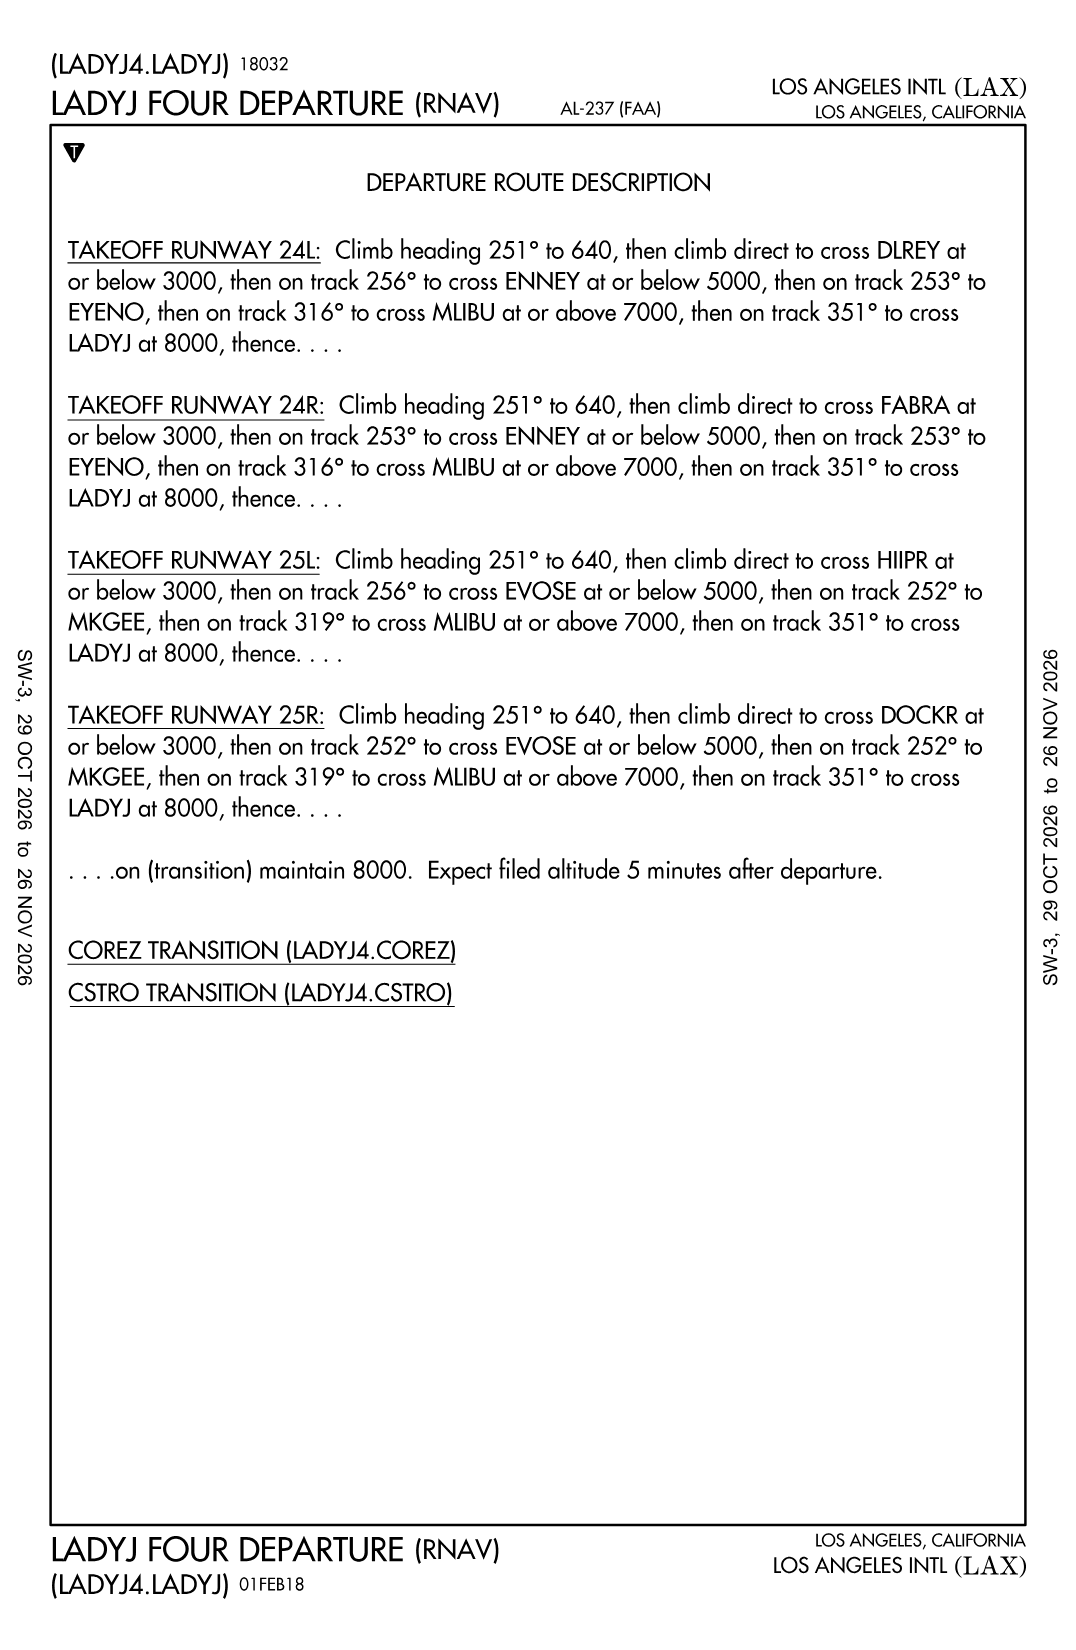 (LADYJ4.LADYJ) 18032
LADYJ FOUR DEPARTURE (RNAV)
AL-237 (FAA)
LOS ANGELES INTL (LAX)
LOS ANGELES, CALIFORNIA
T
DEPARTURE ROUTE DESCRIPTION
TAKEOFF RUNWAY 24L: Climb heading 251° to 640, then climb direct to cross DLREY at
or below 3000, then on track 256° to cross ENNEY at or below 5000, then on track 253° to
EYENO, then on track 316° to cross MLIBU at or above 7000, then on track 351° to cross
LADYJ at 8000, thence. . . .
TAKEOFF RUNWAY 24R: Climb heading 251° to 640, then climb direct to cross FABRA at
or below 3000, then on track 253° to cross ENNEY at or below 5000, then on track 253° to
EYENO, then on track 316° to cross MLIBU at or above 7000, then on track 351° to cross
LADYJ at 8000, thence. . . .
TAKEOFF RUNWAY 25L: Climb heading 251° to 640, then climb direct to cross HIIPR at
or below 3000, then on track 256° to cross EVOSE at or below 5000, then on track 252° to
MKGEE, then on track 319° to cross MLIBU at or above 7000, then on track 351° to cross
LADYJ at 8000, thence. . . .
TAKEOFF RUNWAY 25R: Climb heading 251° to 640, then climb direct to cross DOCKR at
or below 3000, then on track 252° to cross EVOSE at or below 5000, then on track 252° to
MKGEE, then on track 319° to cross MLIBU at or above 7000, then on track 351° to cross
LADYJ at 8000, thence. . . .
. . . .on (transition) maintain 8000. Expect filed altitude 5 minutes after departure.
COREZ TRANSITION (LADYJ4.COREZ)
CSTRO TRANSITION (LADYJ4.CSTRO)
SW-3, 29 OCT 2026 to 26 NOV 2026
SW-3, 29 OCT 2026 to 26 NOV 2026
LADYJ FOUR DEPARTURE (RNAV)
(LADYJ4.LADYJ) 01FEB18
LOS ANGELES, CALIFORNIA
LOS ANGELES INTL (LAX)